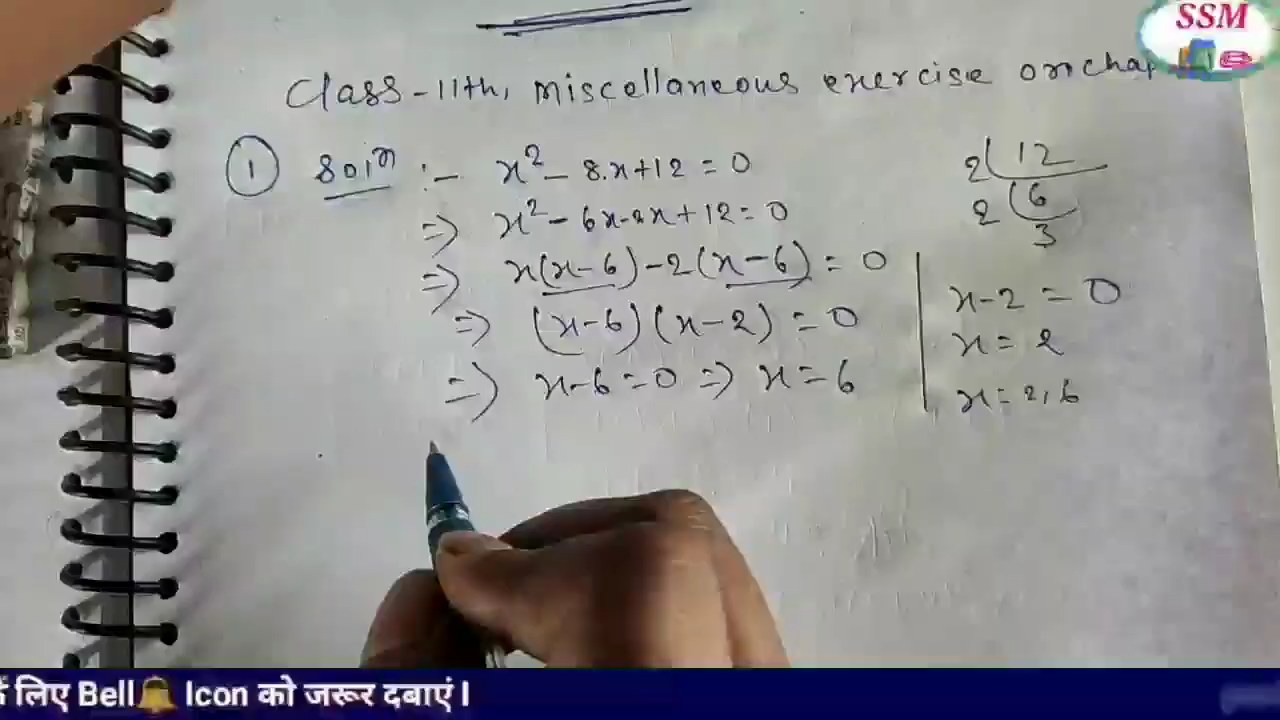 SSM
Class-11th, miscellaneous exercise on chap
① Solⁿ :- x² - 8x+12 = 0
⇒ x² - 6x-2x+12=0
⇒ x(x-6)-2(x-6) = 0
⇒ (x-6)(x-2) = 0
⇒ x-6=0 ⇒ x=6
2 12
2 6
3
x-2 = 0
x = 2
x=2,6
लिए Bell🔔 Icon को जरूर दबाएं।